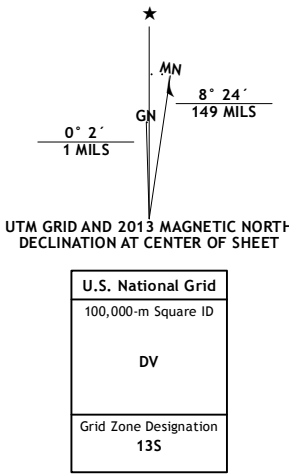 ★
MN
GN
8° 24´
149 MILS
0° 2´
1 MILS
UTM GRID AND 2013 MAGNETIC NORTH
DECLINATION AT CENTER OF SHEET
U.S. National Grid
100,000-m Square ID
DV
Grid Zone Designation
13S